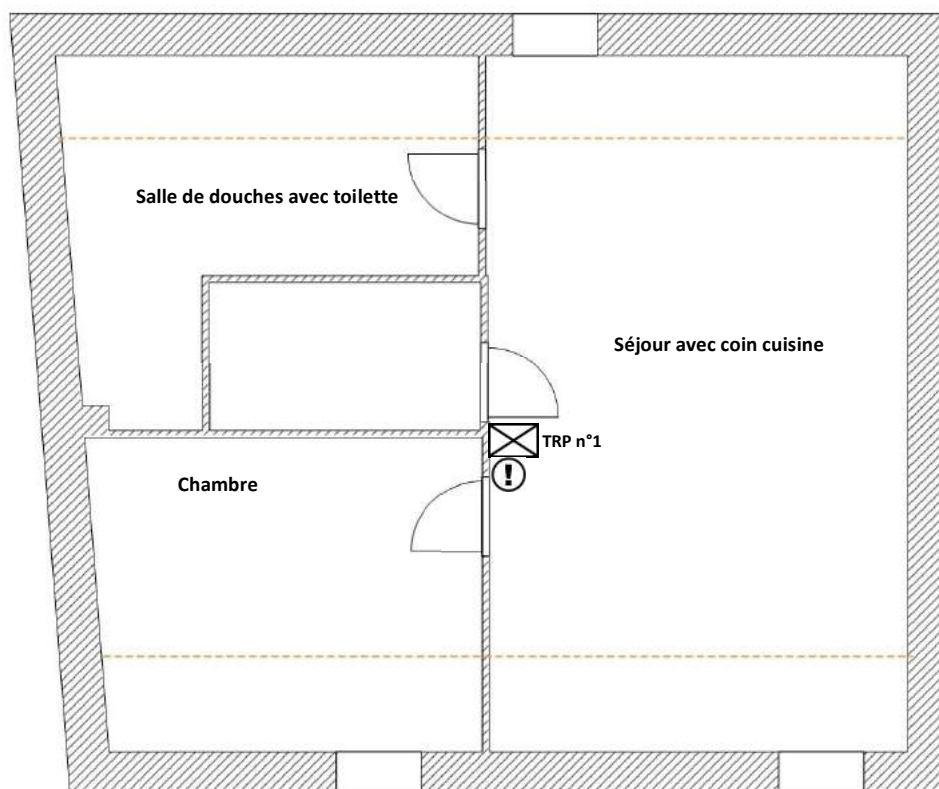 Salle de douches avec toilette
Séjour avec coin cuisine
TRP n°1
!
Chambre